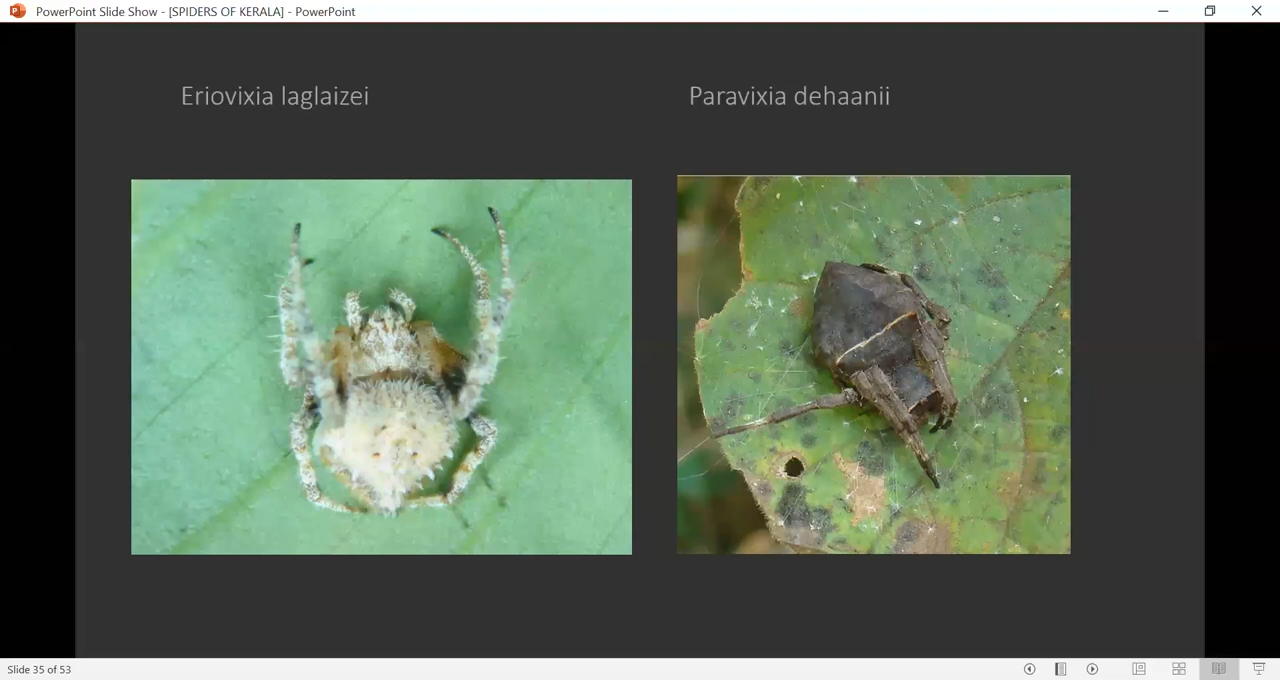 PowerPoint Slide Show - [SPIDERS OF KERALA] - PowerPoint
Eriovixia laglaizei
Paravixia dehaanii
Slide 35 of 53